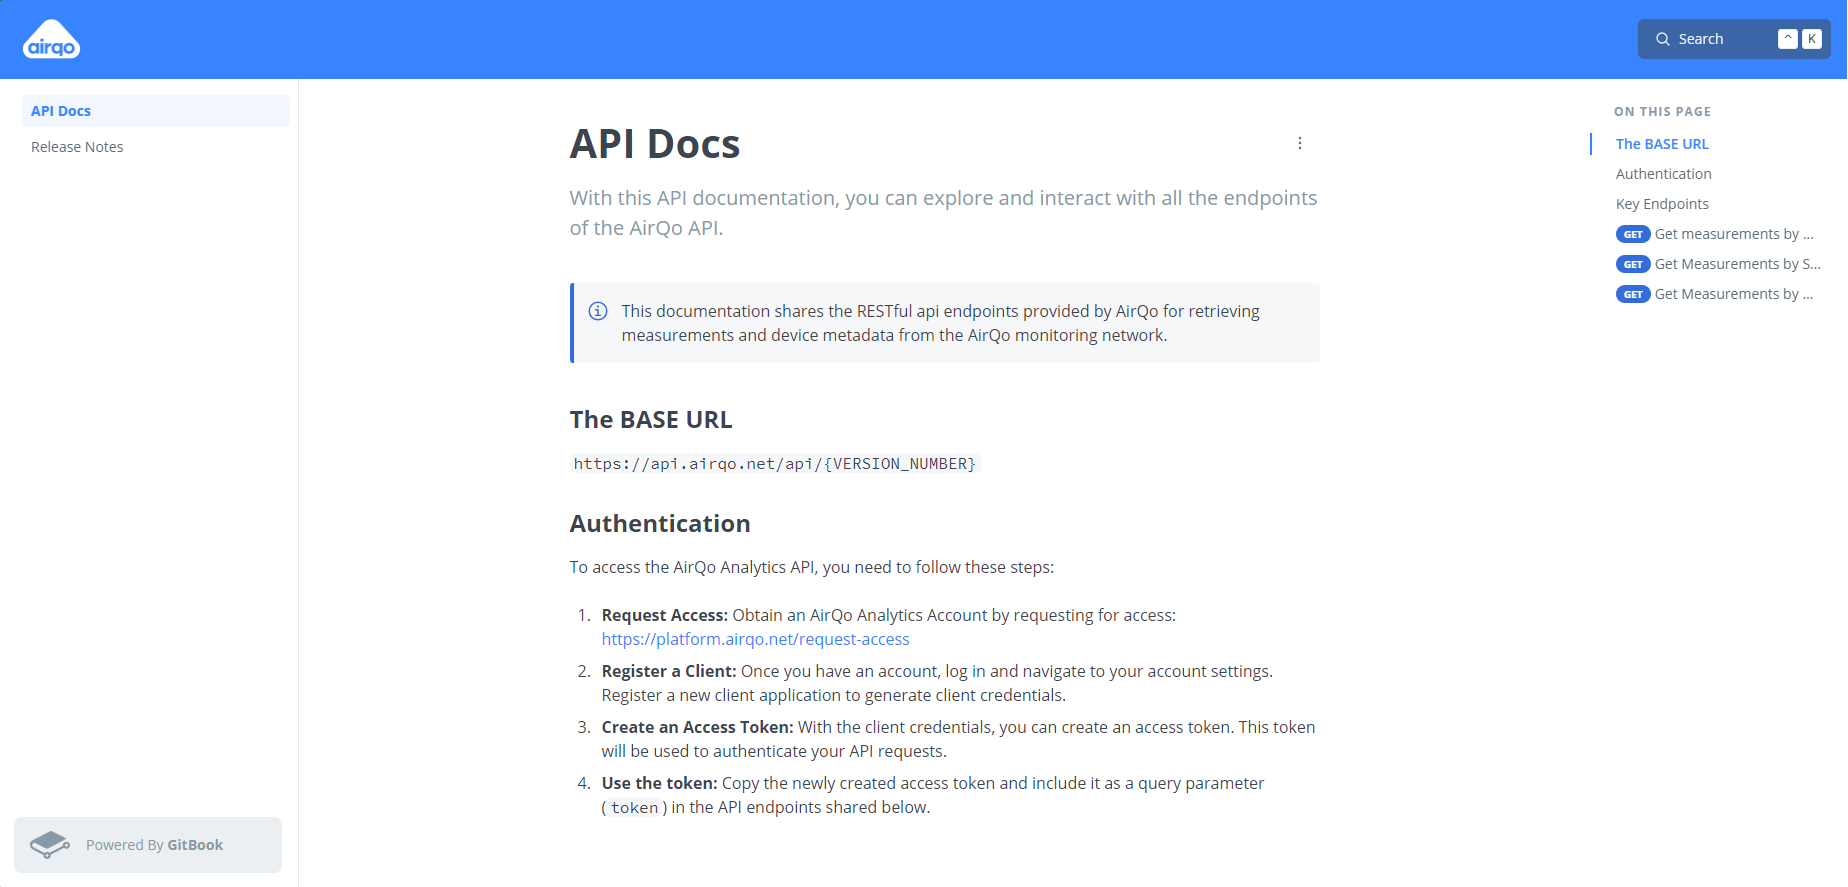 airqo
Search
^ K
API Docs
Release Notes
API Docs
With this API documentation, you can explore and interact with all the endpoints
of the AirQo API.
This documentation shares the RESTful api endpoints provided by AirQo for retrieving
measurements and device metadata from the AirQo monitoring network.
The BASE URL
https://api.airqo.net/api/{VERSION_NUMBER}
Authentication
To access the AirQo Analytics API, you need to follow these steps:
1. Request Access: Obtain an AirQo Analytics Account by requesting for access:
https://platform.airqo.net/request-access
2. Register a Client: Once you have an account, log in and navigate to your account settings.
Register a new client application to generate client credentials.
3. Create an Access Token: With the client credentials, you can create an access token. This token
will be used to authenticate your API requests.
4. Use the token: Copy the newly created access token and include it as a query parameter
( token ) in the API endpoints shared below.
ON THIS PAGE
The BASE URL
Authentication
Key Endpoints
GET Get measurements by ...
GET Get Measurements by S...
GET Get Measurements by ...
Powered By GitBook